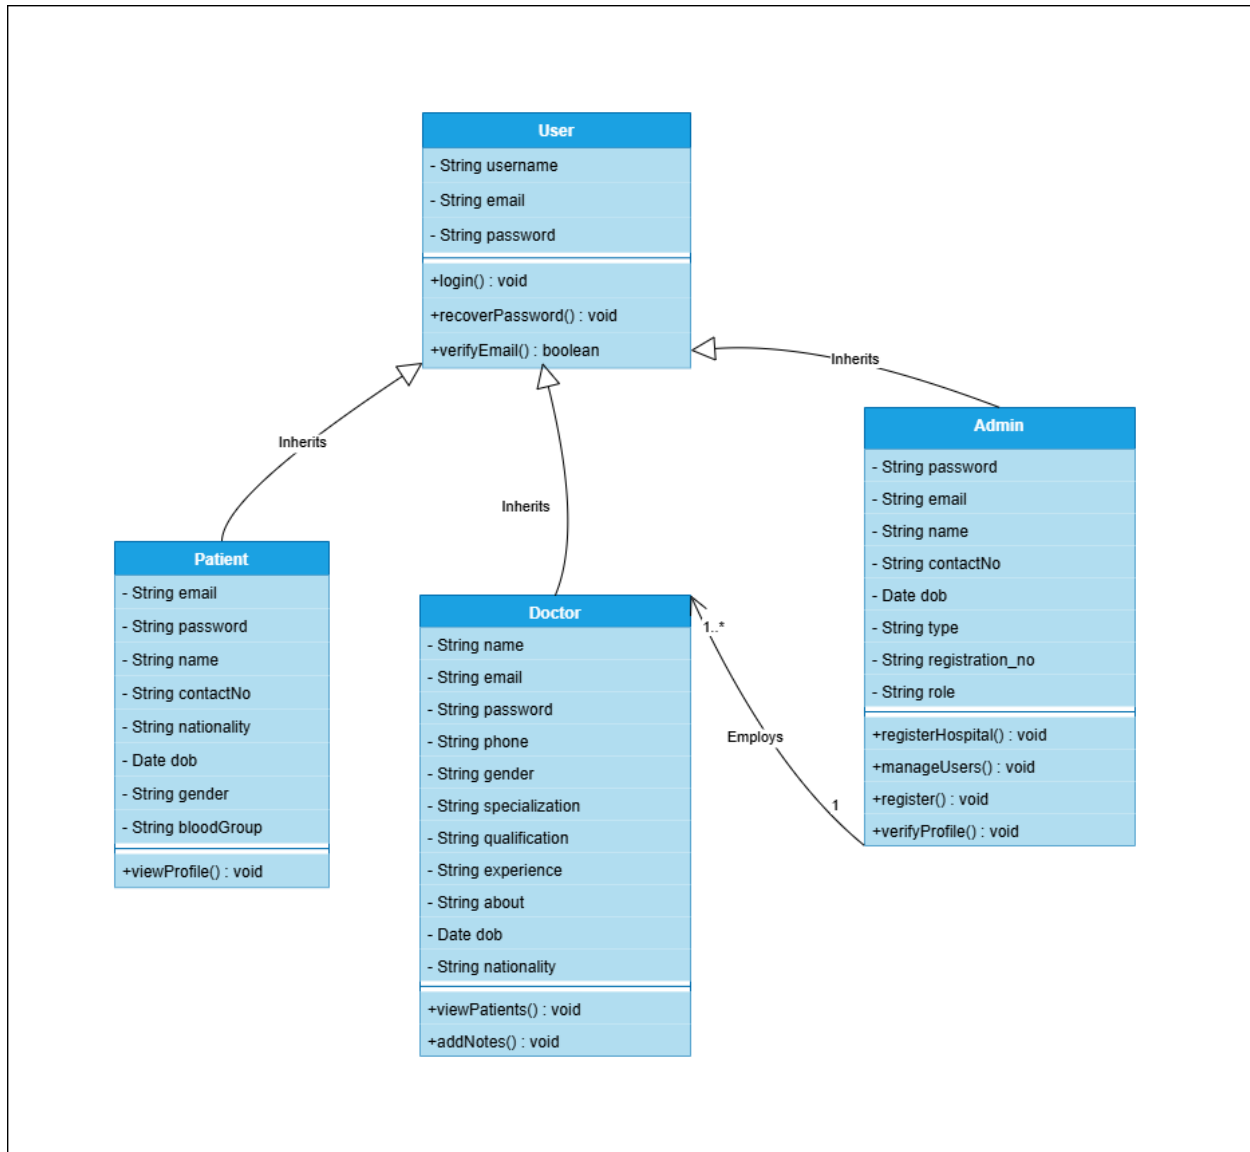 User
- String username
- String email
- String password
+login() : void
+recoverPassword() : void
+verifyEmail() : boolean
Inherits
Inherits
Inherits
Patient
- String email
- String password
- String name
- String contactNo
- String nationality
- Date dob
- String gender
- String bloodGroup
+viewProfile() : void
Doctor
- String name
- String email
- String password
- String phone
- String gender
- String specialization
- String qualification
- String experience
- String about
- Date dob
- String nationality
+viewPatients() : void
+addNotes() : void
1..*
Employs
1
Admin
- String password
- String email
- String name
- String contactNo
- Date dob
- String type
- String registration_no
- String role
+registerHospital() : void
+manageUsers() : void
+register() : void
+verifyProfile() : void